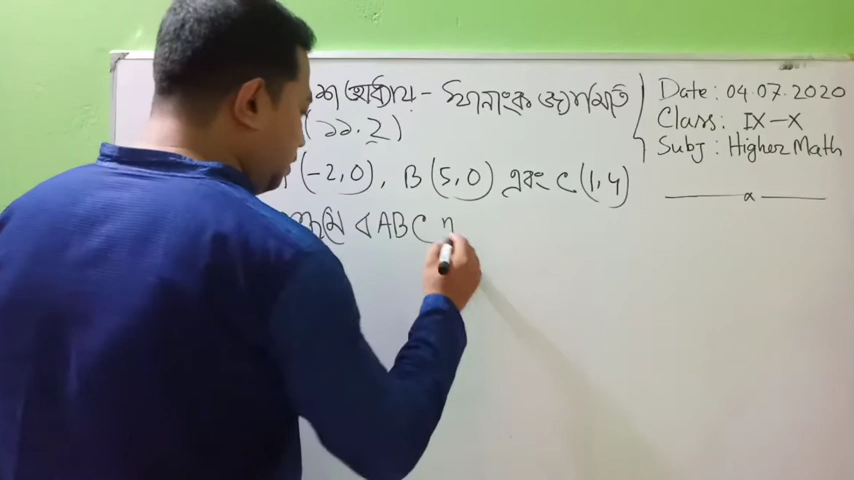 অধ্যায় - স্থানাংক জ্যামিতি
(১১.২)
(-2,0), B(5,0) এবং C(1,4)
ABC
Date: 04.07.2020
Class: IX-X
Subj: Higher Math